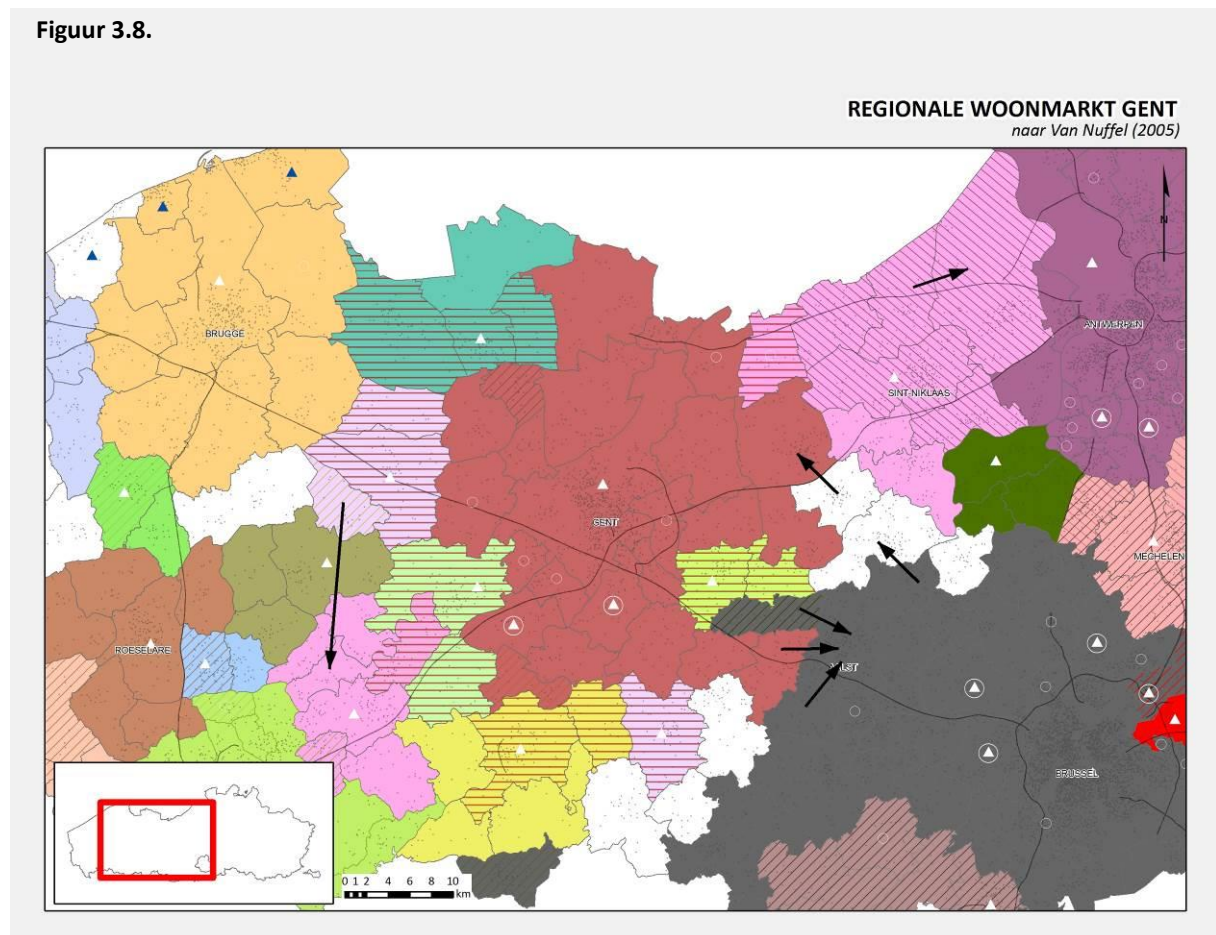 Figuur 3.8.
REGIONALE WOONMARKT GENT
naar Van Nuffel (2005)
N
BRUGGE
ANTWERPEN
SINT-NIKLAAS
GENT
MECHELEN
ROESELARE
AALST
BRUSSEL
0 1 2 4 6 8 10
km